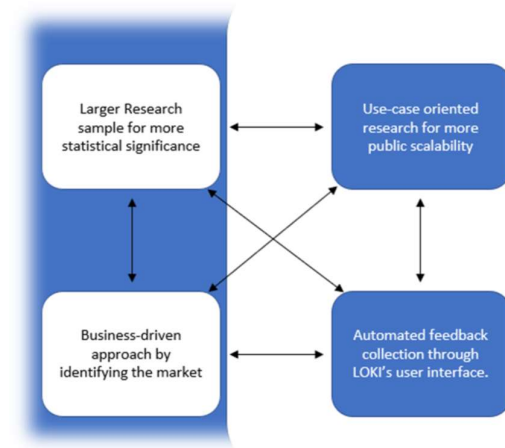 Larger Research
sample for more
statistical significance
Use-case oriented
research for more
public scalability
Business-driven
approach by
identifying the market
Automated feedback
collection through
LOKI's user interface.